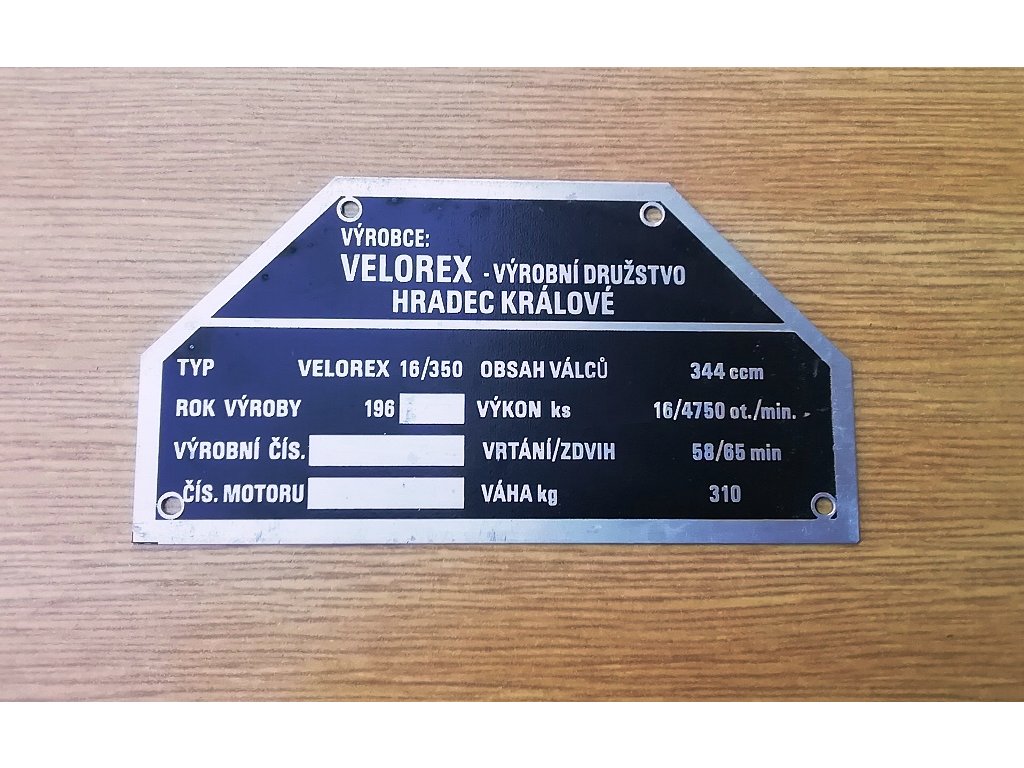 VÝROBCE:
VELOREX - VÝROBNÍ DRUŽSTVO
HRADEC KRÁLOVÉ
TYP VELOREX 16/350 OBSAH VÁLCŮ 344 ccm
ROK VÝROBY 196 VÝKON ks 16/4750 ot./min.
VÝROBNÍ ČÍS. VRTÁNÍ/ZDVIH 58/65 min
ČÍS. MOTORU VÁHA kg 310